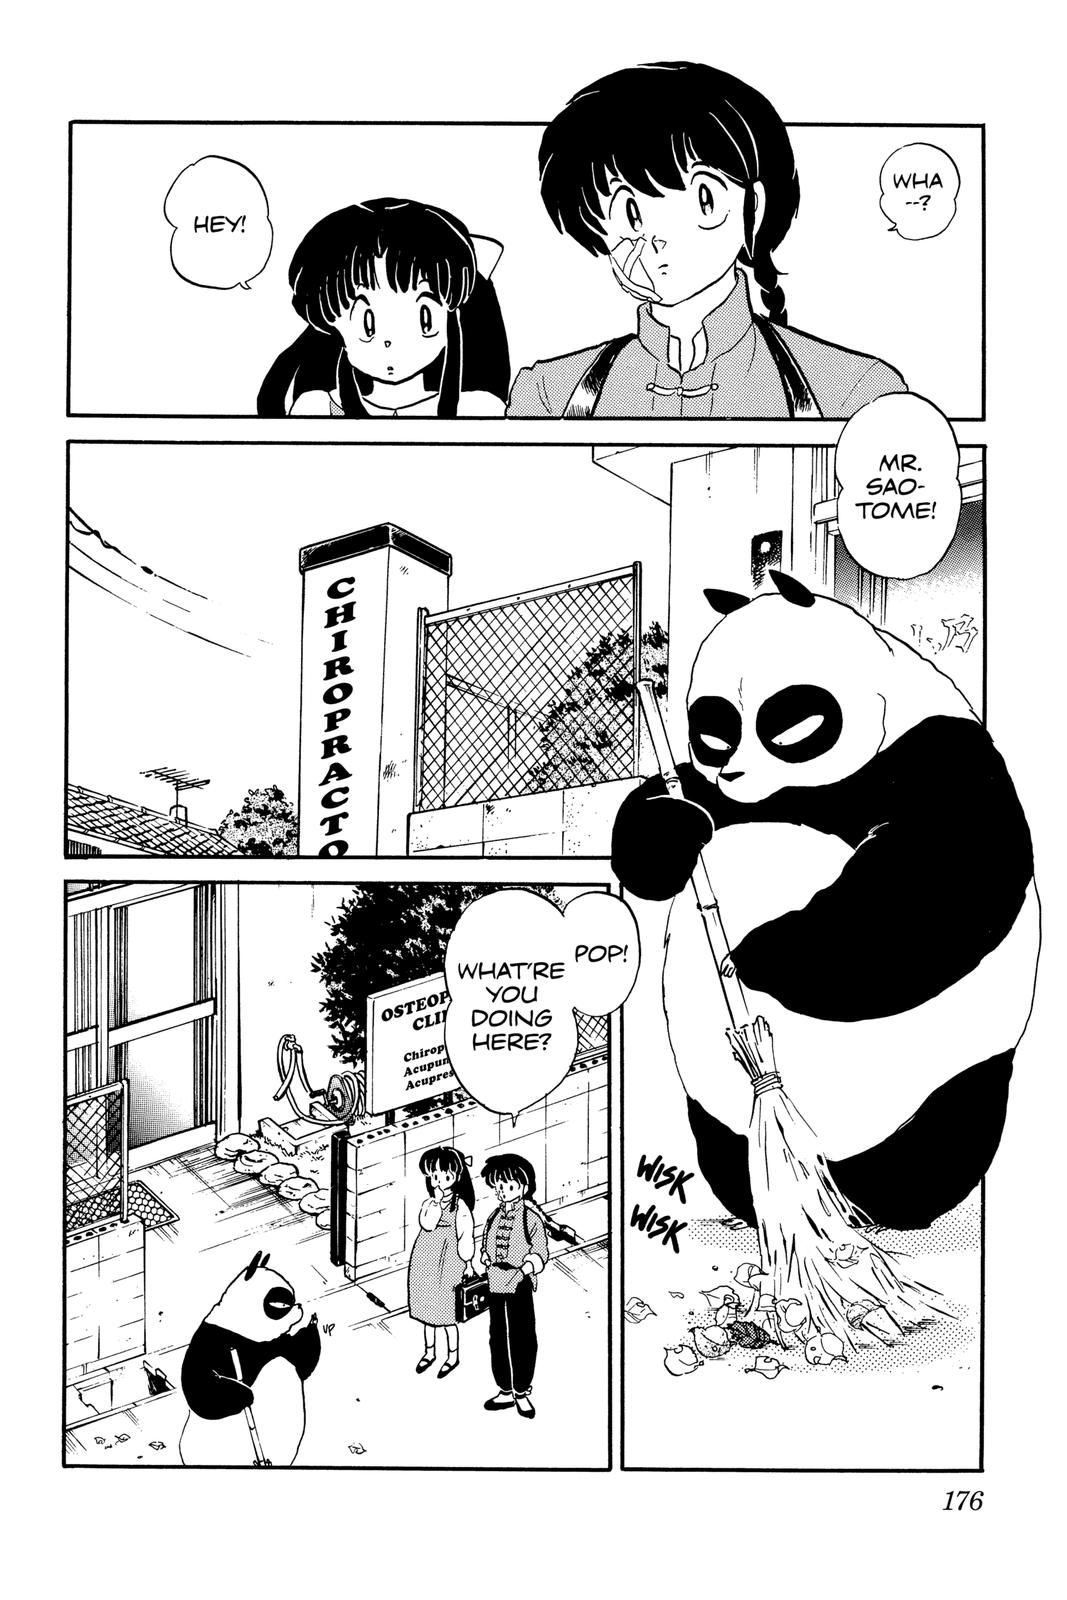 HEY!
WHA
--?
MR.
SAO-
TOME!
CHIROPRACTO
POP!
WHAT'RE
YOU
DOING
HERE?
OSTEOP
CLI
Chirop
Acupun
Acupres
UP
WISK
WISK
176